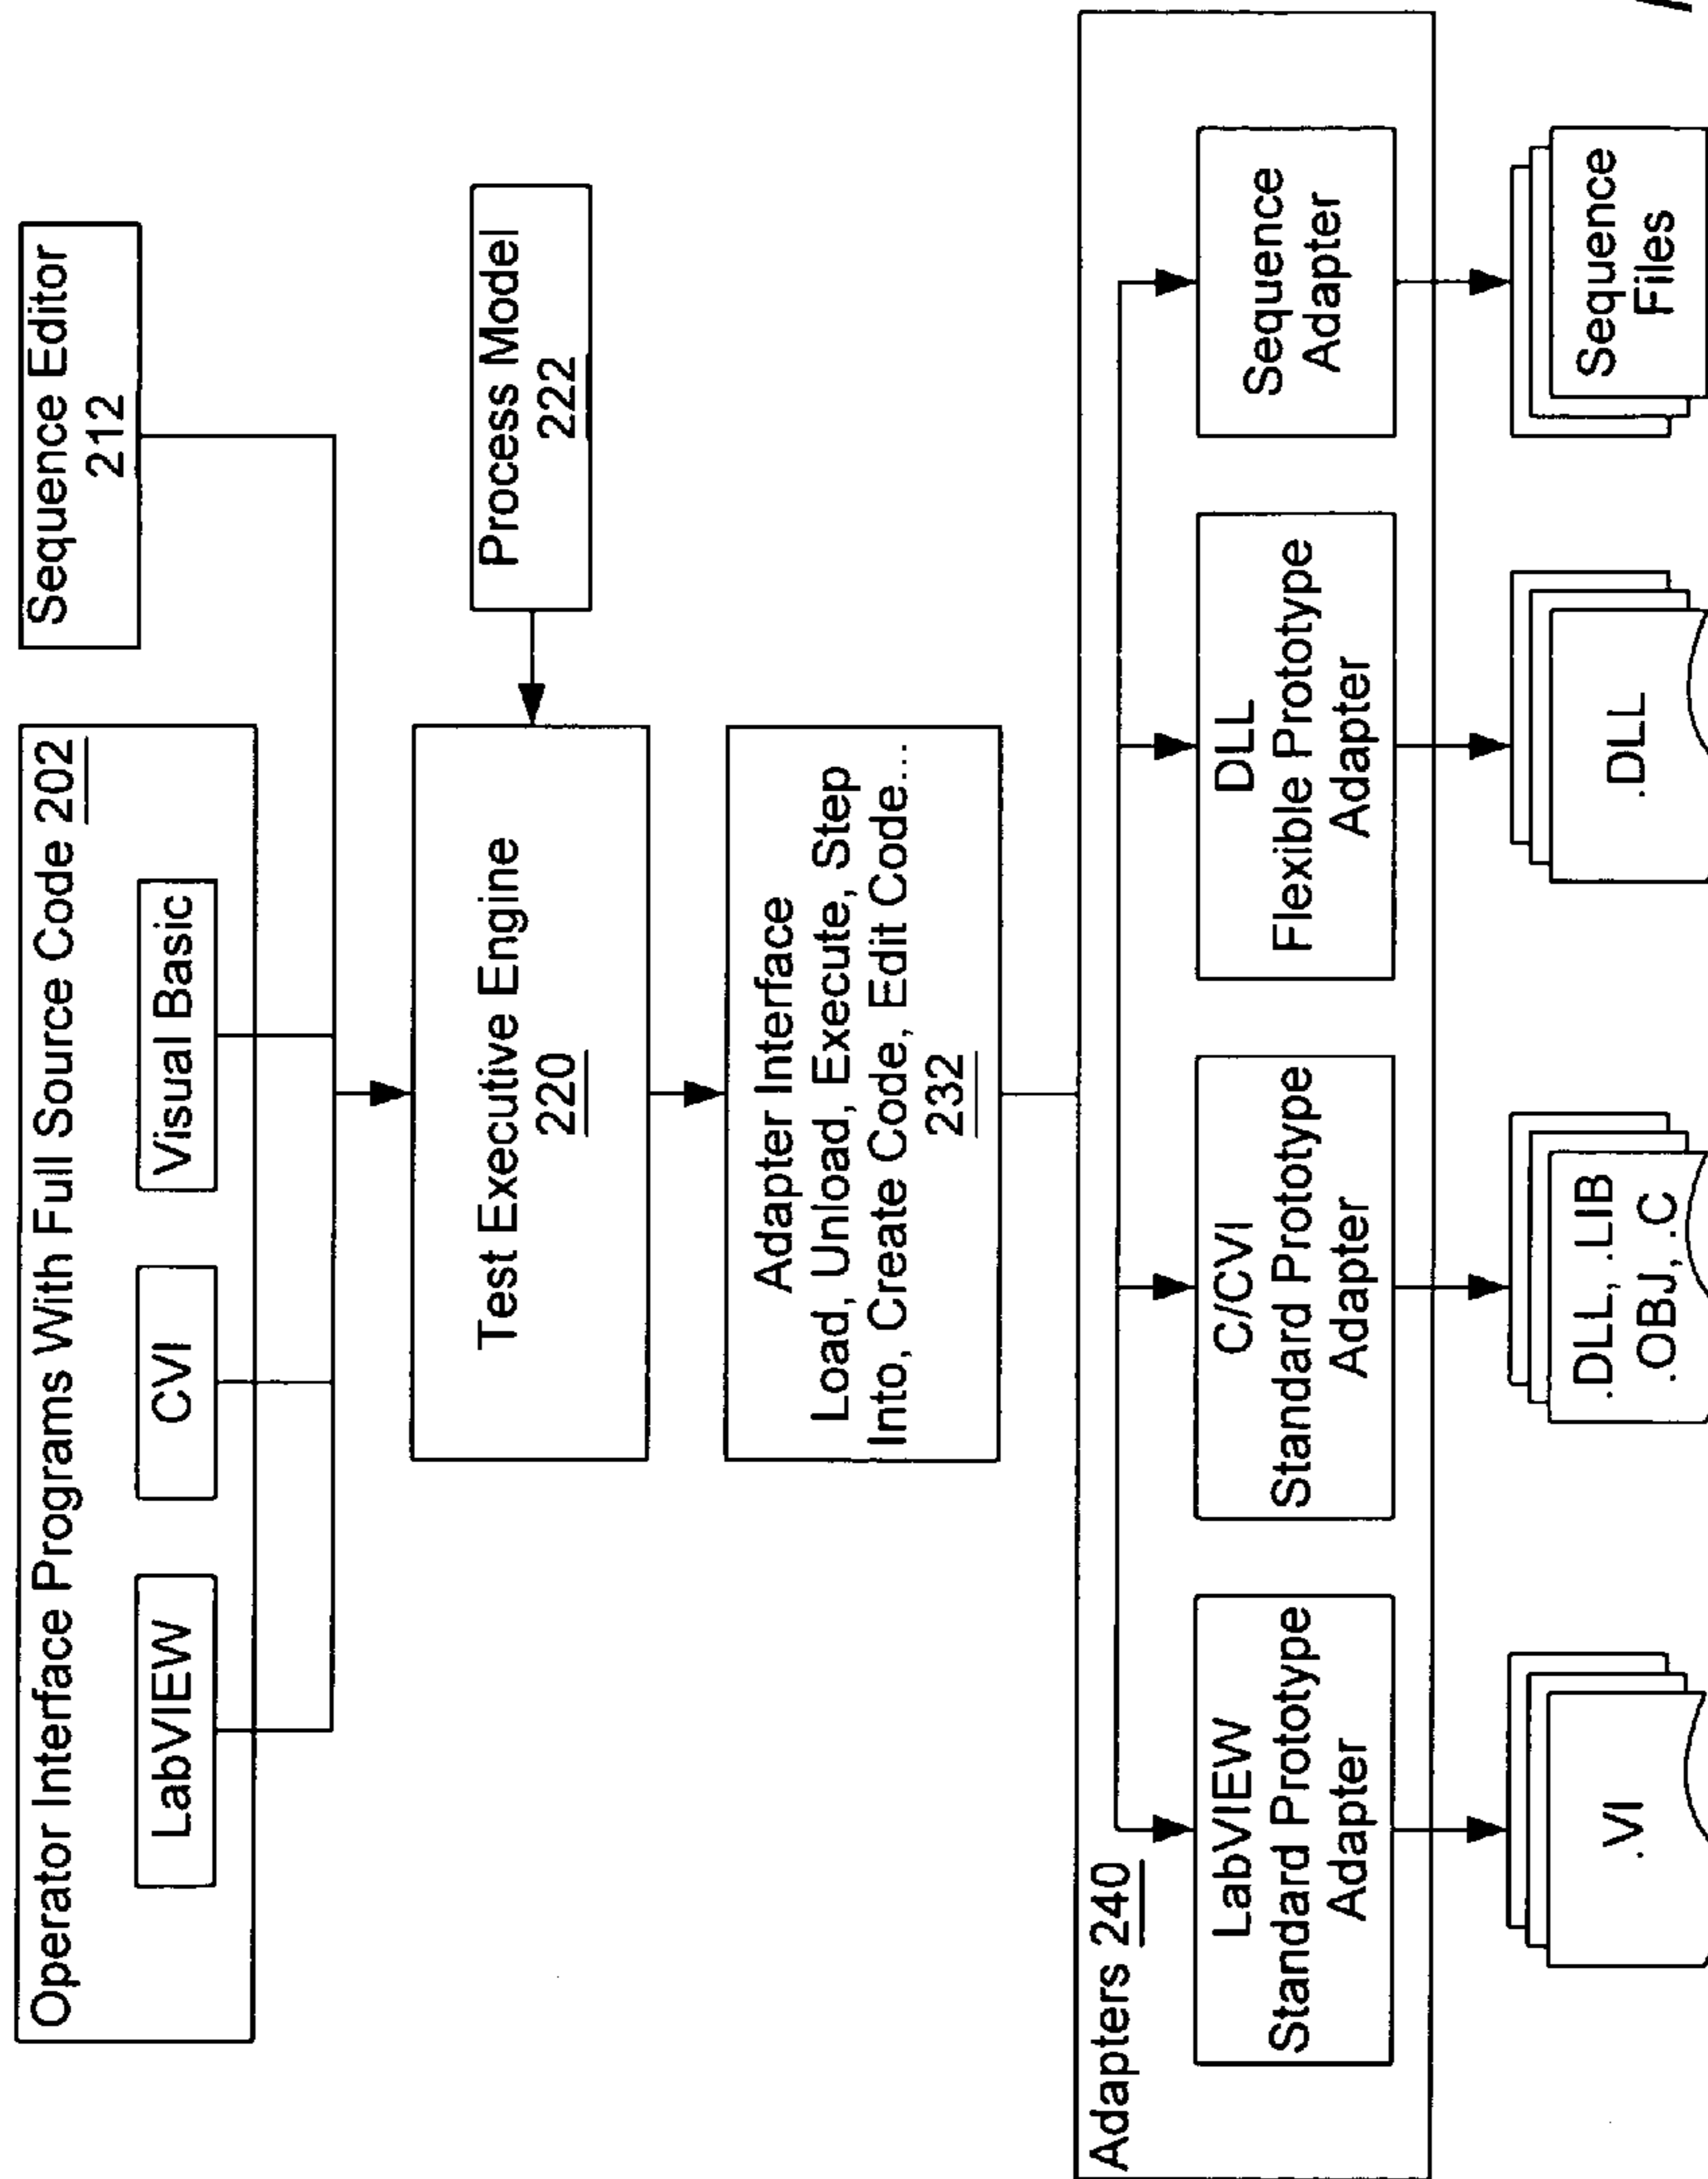 Operator Interface Programs With Full Source Code 202
LabVIEW
CVI
Visual Basic
Sequence Editor
212
Test Executive Engine
220
Process Model
222
Adapter Interface
Load, Unload, Execute, Step
Into, Create Code, Edit Code...
232
Adapters 240
LabVIEW
Standard Prototype
Adapter
C/CVI
Standard Prototype
Adapter
DLL
Flexible Prototype
Adapter
Sequence
Adapter
.VI
.DLL, .LIB
.OBJ, .C
.DLL
Sequence
Files